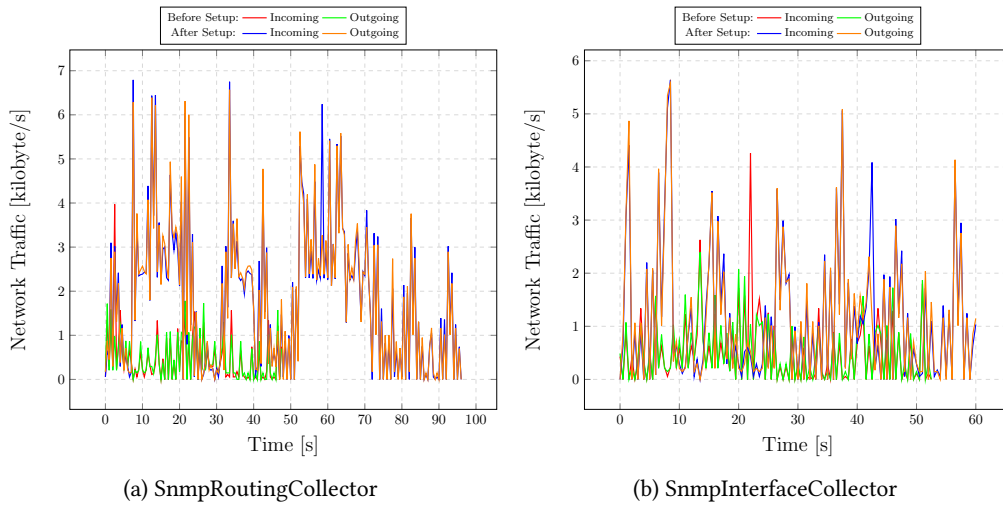 Before Setup: Incoming Outgoing
After Setup: Incoming Outgoing
7
6
5
4
3
2
1
0
Network Traffic [kilobyte/s]
0 10 20 30 40 50 60 70 80 90 100
Time [s]
(a) SnmpRoutingCollector
Before Setup: Incoming Outgoing
After Setup: Incoming Outgoing
6
5
4
3
2
1
0
Network Traffic [kilobyte/s]
0 10 20 30 40 50 60
Time [s]
(b) SnmpInterfaceCollector